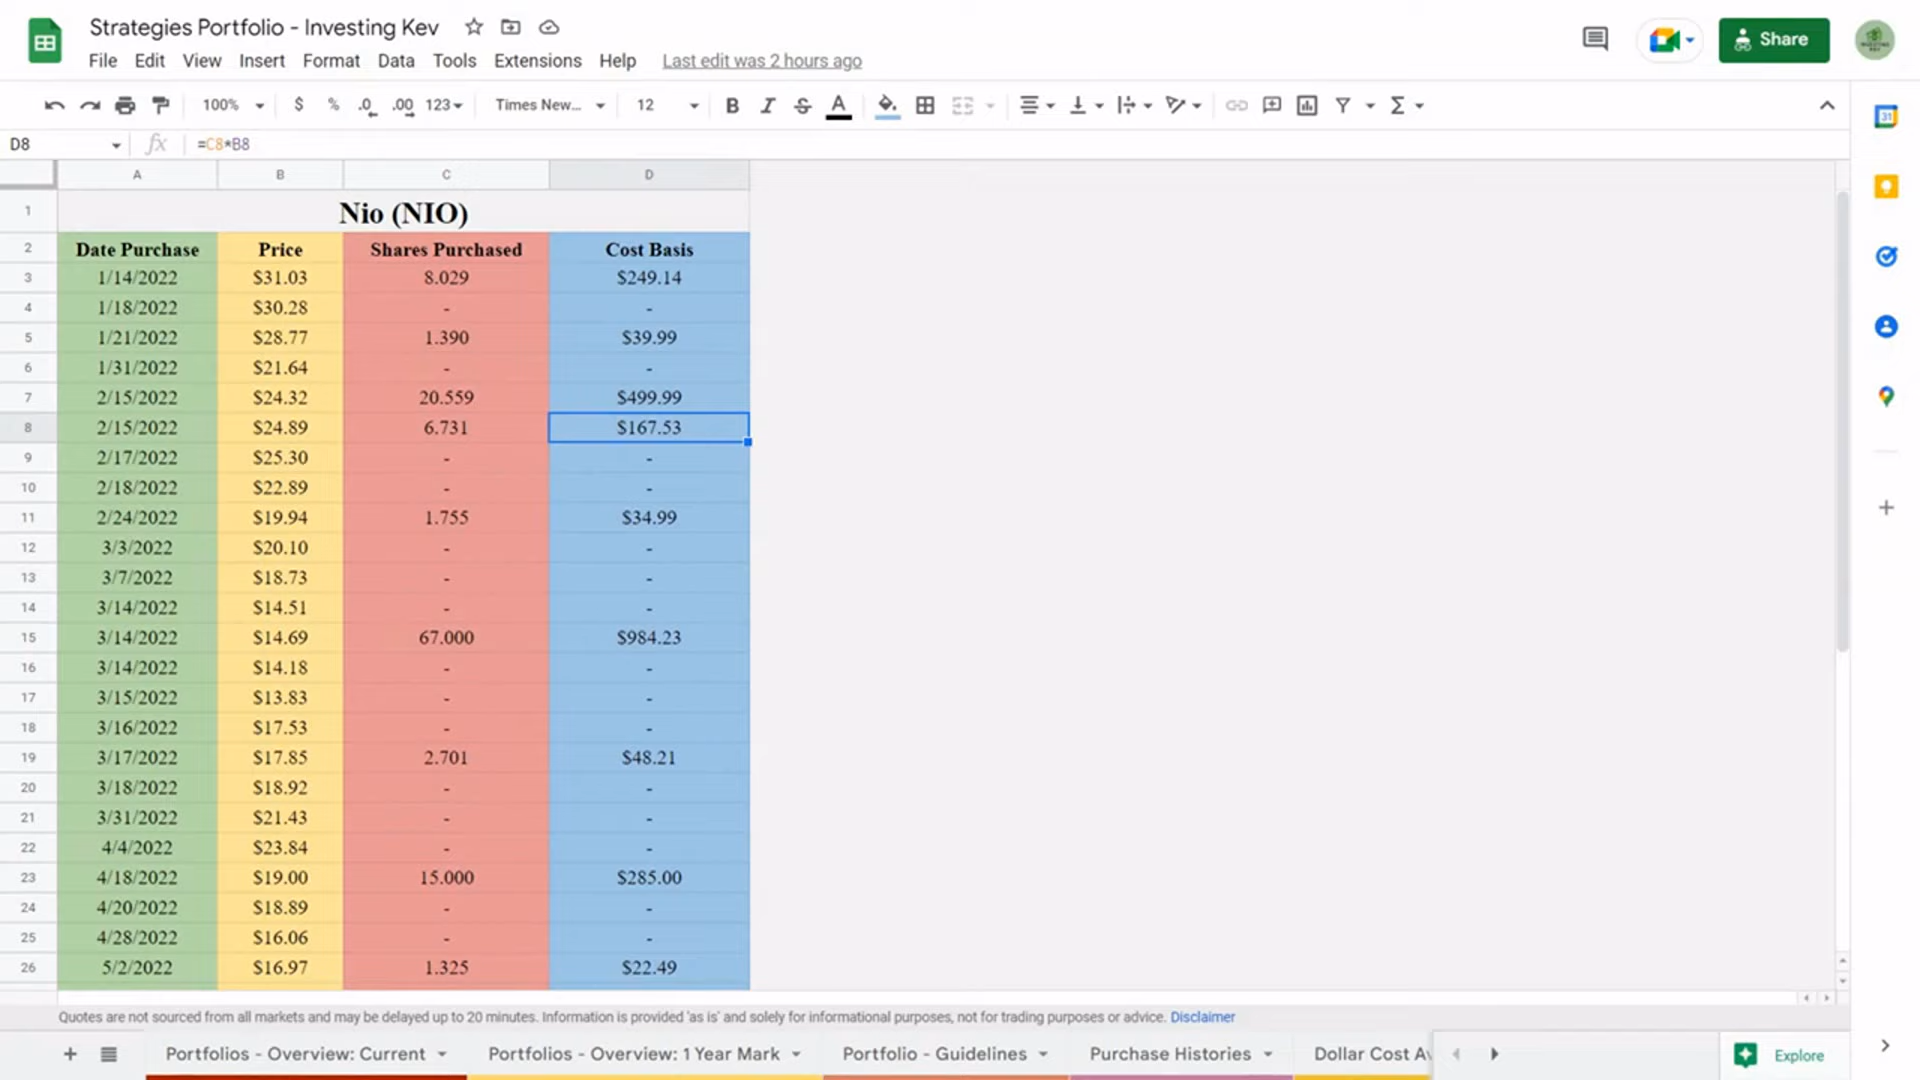 Strategies Portfolio - Investing Kev
Share
File Edit View Insert Format Data Tools Extensions Help Last edit was 2 hours ago
100% $ % .0 .00 123 Times New... 12 B I S A Σ
31
D8 fx =C8*B8
A B C D
1 Nio (NIO)
2 Date Purchase Price Shares Purchased Cost Basis
3 1/14/2022 $31.03 8.029 $249.14
4 1/18/2022 $30.28 - -
5 1/21/2022 $28.77 1.390 $39.99
6 1/31/2022 $21.64 - -
7 2/15/2022 $24.32 20.559 $499.99
8 2/15/2022 $24.89 6.731 $167.53
9 2/17/2022 $25.30 - -
10 2/18/2022 $22.89 - -
11 2/24/2022 $19.94 1.755 $34.99
12 3/3/2022 $20.10 - -
13 3/7/2022 $18.73 - -
14 3/14/2022 $14.51 - -
15 3/14/2022 $14.69 67.000 $984.23
16 3/14/2022 $14.18 - -
17 3/15/2022 $13.83 - -
18 3/16/2022 $17.53 - -
19 3/17/2022 $17.85 2.701 $48.21
20 3/18/2022 $18.92 - -
21 3/31/2022 $21.43 - -
22 4/4/2022 $23.84 - -
23 4/18/2022 $19.00 15.000 $285.00
24 4/20/2022 $18.89 - -
25 4/28/2022 $16.06 - -
26 5/2/2022 $16.97 1.325 $22.49
Quotes are not sourced from all markets and may be delayed up to 20 minutes. Information is provided 'as is' and solely for informational purposes, not for trading purposes or advice. Disclaimer
Portfolios - Overview: Current Portfolios - Overview: 1 Year Mark Portfolio - Guidelines Purchase Histories Dollar Cost Av Explore